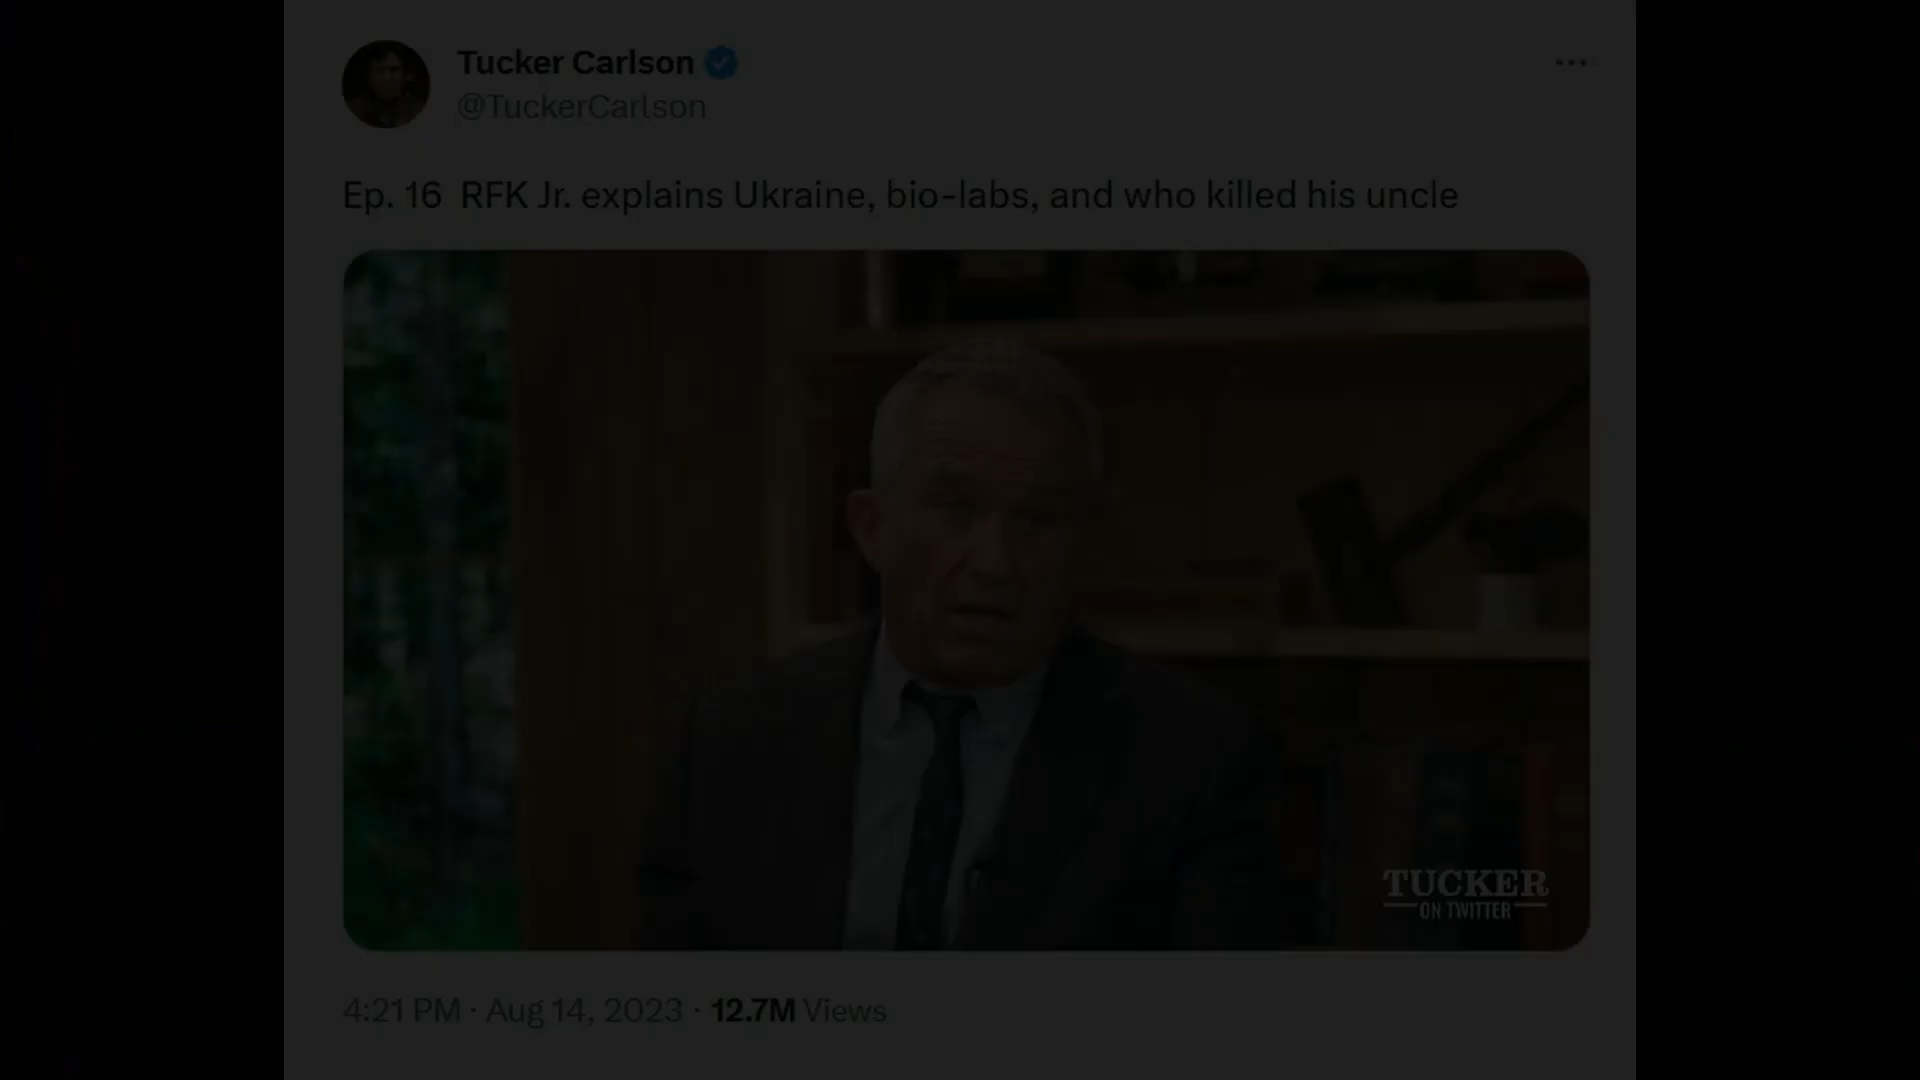 Tucker Carlson
@TuckerCarlson
Ep. 16 RFK Jr. explains Ukraine, bio-labs, and who killed his uncle
TUCKER
ON TWITTER
4:21 PM · Aug 14, 2023 · 12.7M Views